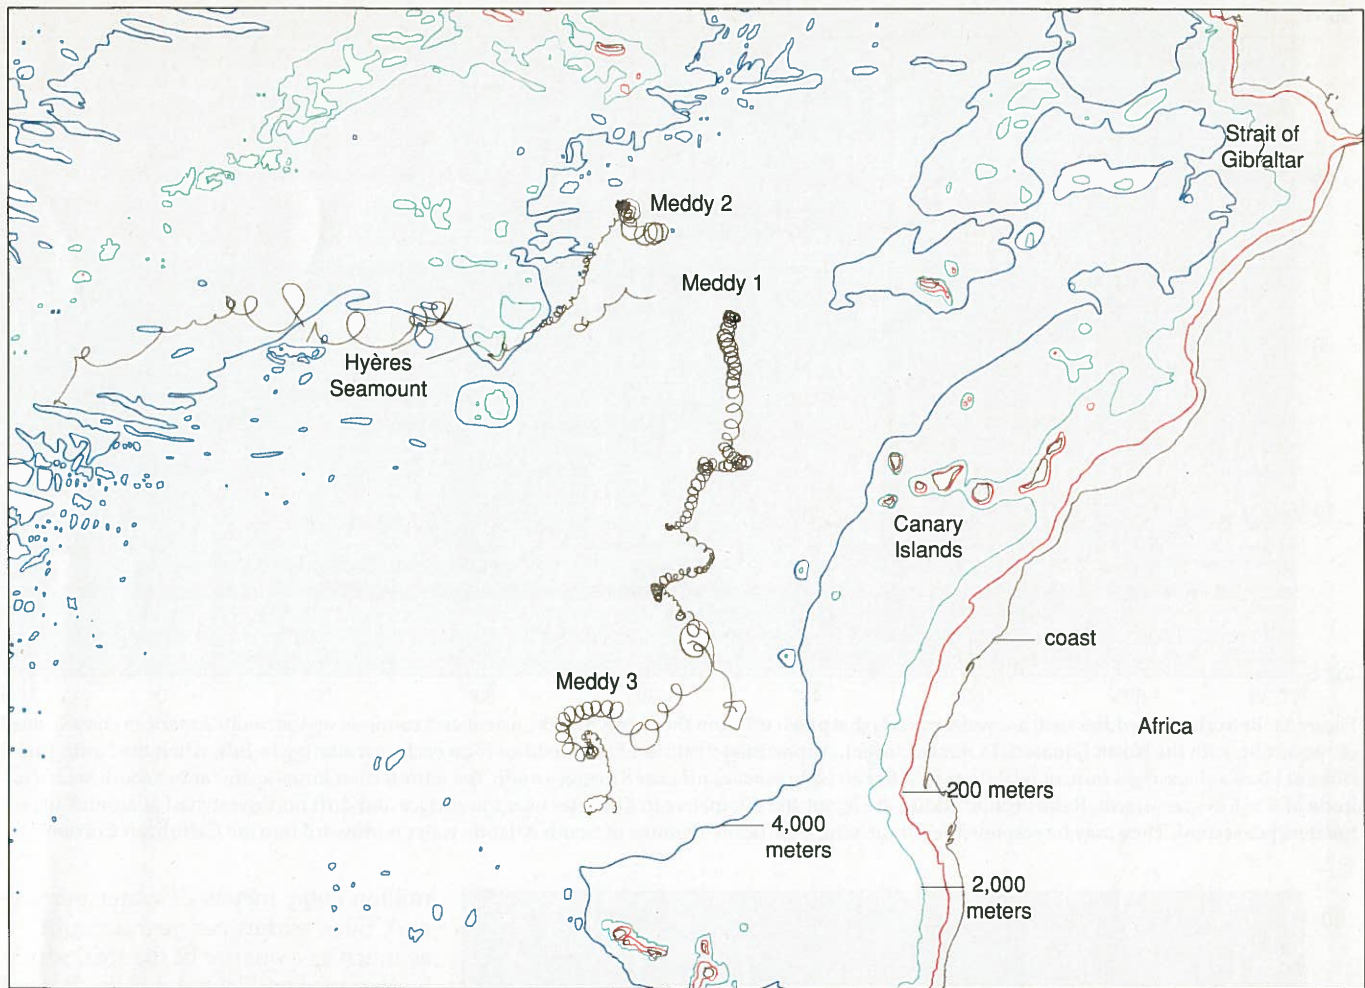 Strait of
Gibraltar
Meddy 2
Meddy 1
Hyères
Seamount
Canary
Islands
coast
Meddy 3
Africa
200 meters
4,000
meters
2,000
meters